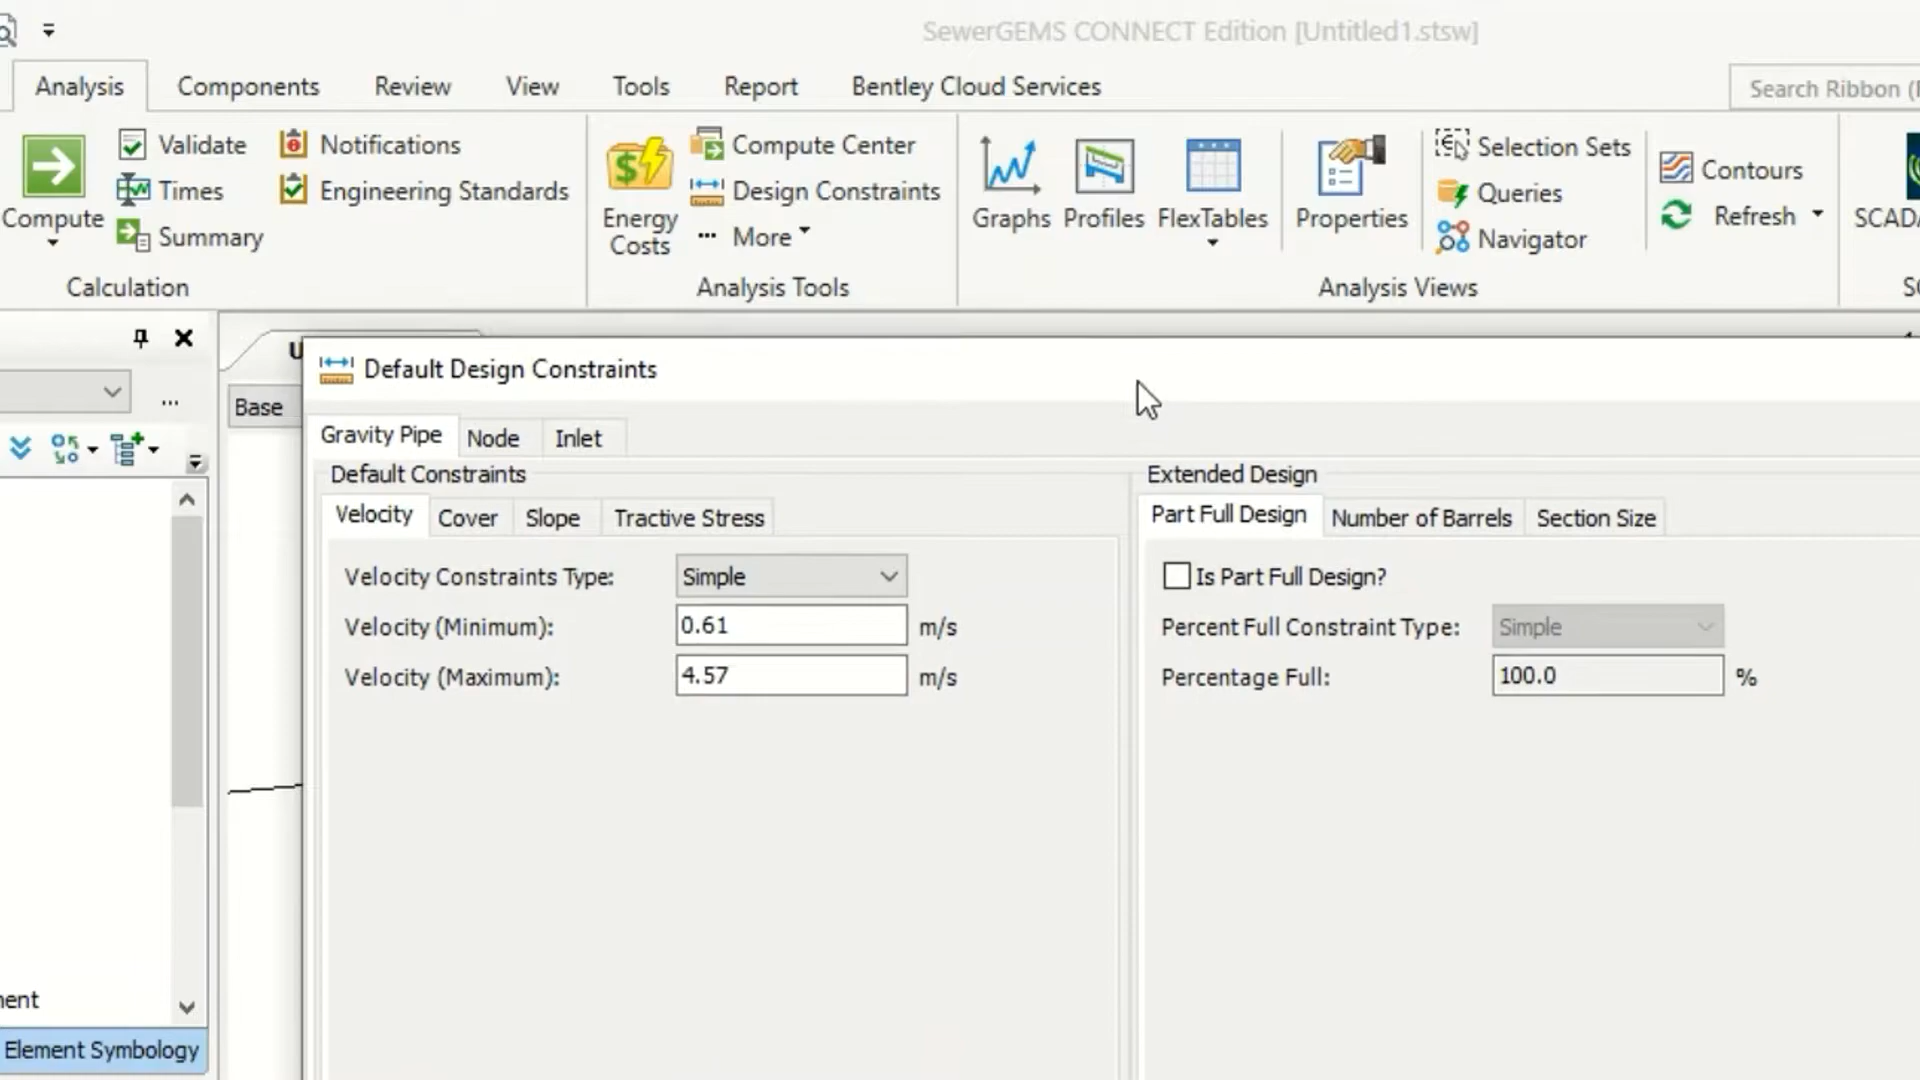 SewerGEMS CONNECT Edition [Untitled1.stsw]
Analysis Components Review View Tools Report Bentley Cloud Services Search Ribbon
Compute
Validate
Times
Summary
Notifications
Engineering Standards
Calculation
Energy
Costs
Compute Center
Design Constraints
More
Analysis Tools
Graphs Profiles FlexTables Properties
Selection Sets
Queries
Navigator
Contours
Refresh
Analysis Views
Default Design Constraints
Base
Gravity Pipe Node Inlet
Default Constraints
Velocity Cover Slope Tractive Stress
Velocity Constraints Type: Simple
Velocity (Minimum): 0.61 m/s
Velocity (Maximum): 4.57 m/s
Extended Design
Part Full Design Number of Barrels Section Size
Is Part Full Design?
Percent Full Constraint Type: Simple
Percentage Full: 100.0 %
Element Symbology